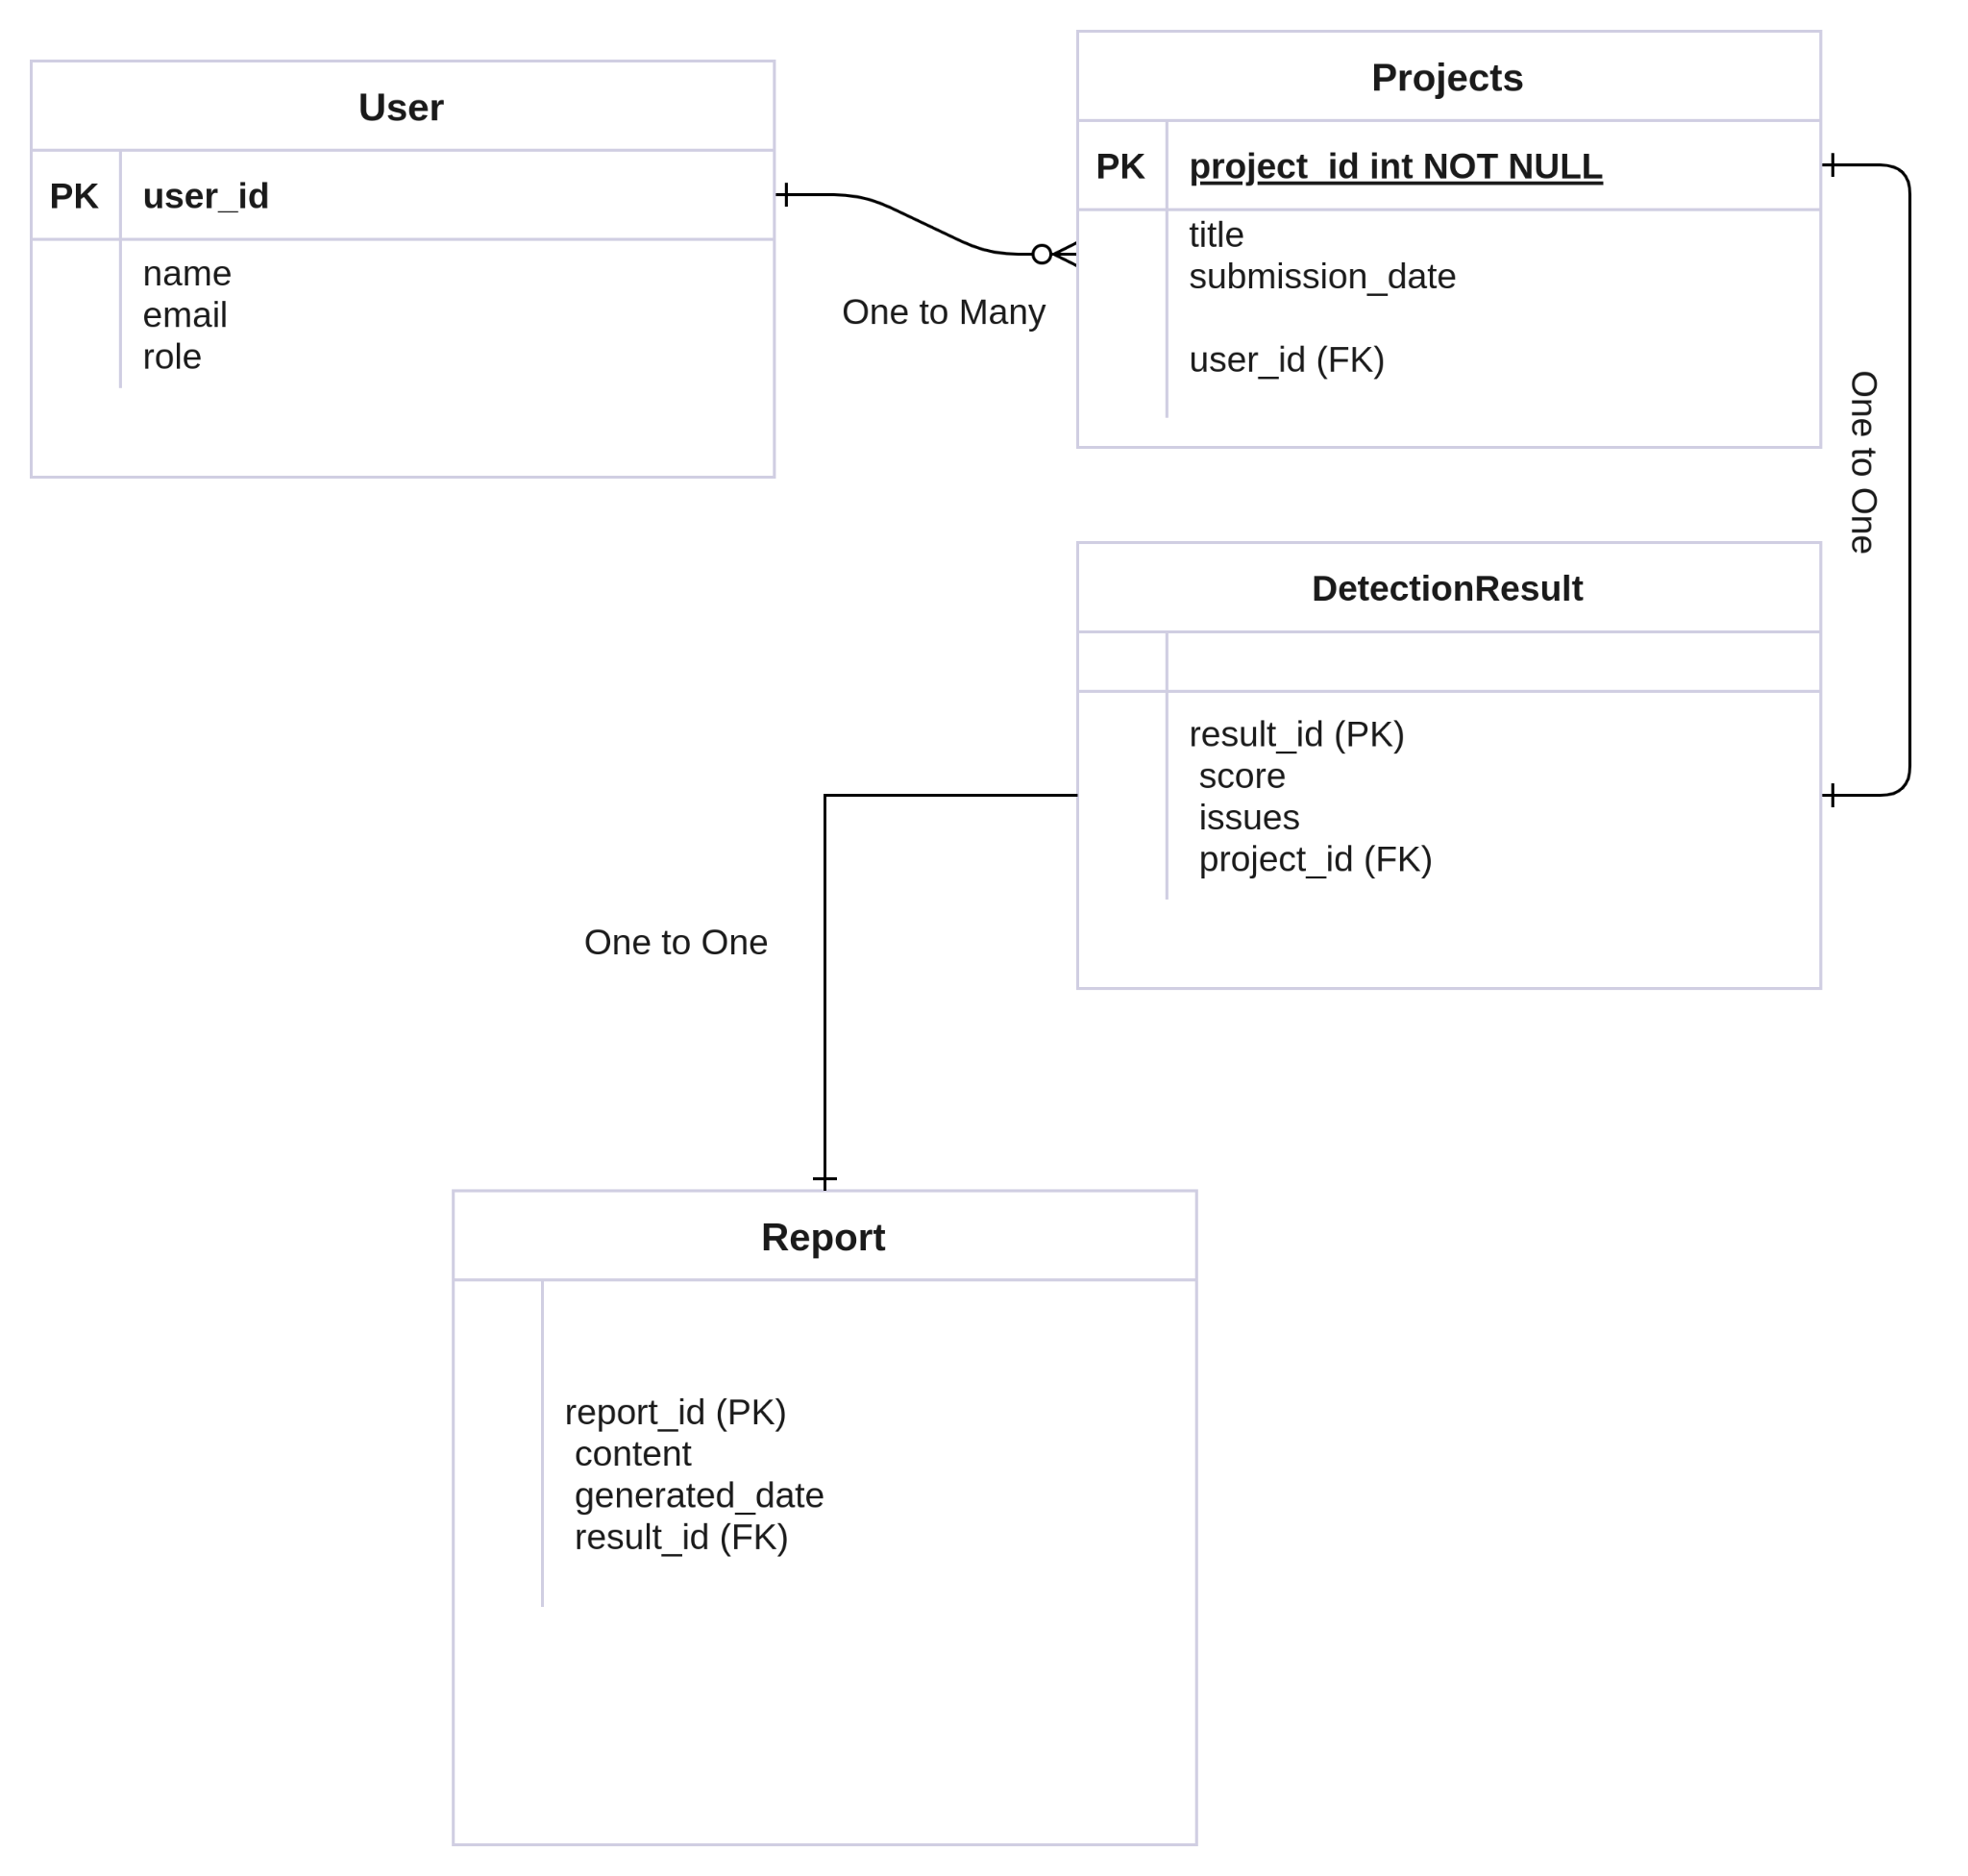 User
PK
user_id
name
email
role
One to Many
Projects
PK
project_id int NOT NULL
title
submission_date
user_id (FK)
One to One
DetectionResult
result_id (PK)
score
issues
project_id (FK)
One to One
Report
report_id (PK)
content
generated_date
result_id (FK)